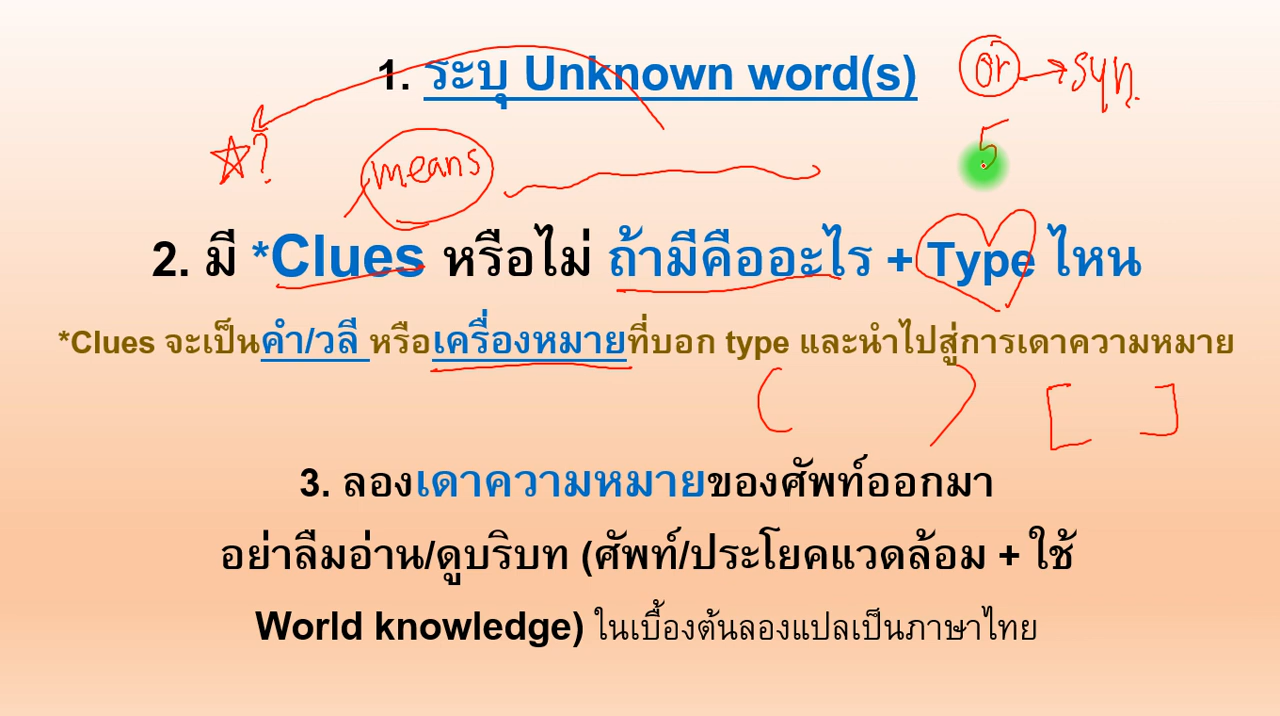 1. ระบุ Unknown word(s)
or → syn.
5
?
means
2. มี *Clues หรือไม่ ถ้ามีคืออะไร + Type ไหน
*Clues จะเป็นคำ/วลี หรือเครื่องหมายที่บอก type และนำไปสู่การเดาความหมาย
( ) [ ]
3. ลองเดาความหมายของศัพท์ออกมา
อย่าลืมอ่าน/ดูบริบท (ศัพท์/ประโยคแวดล้อม + ใช้
World knowledge) ในเบื้องต้นลองแปลเป็นภาษาไทย